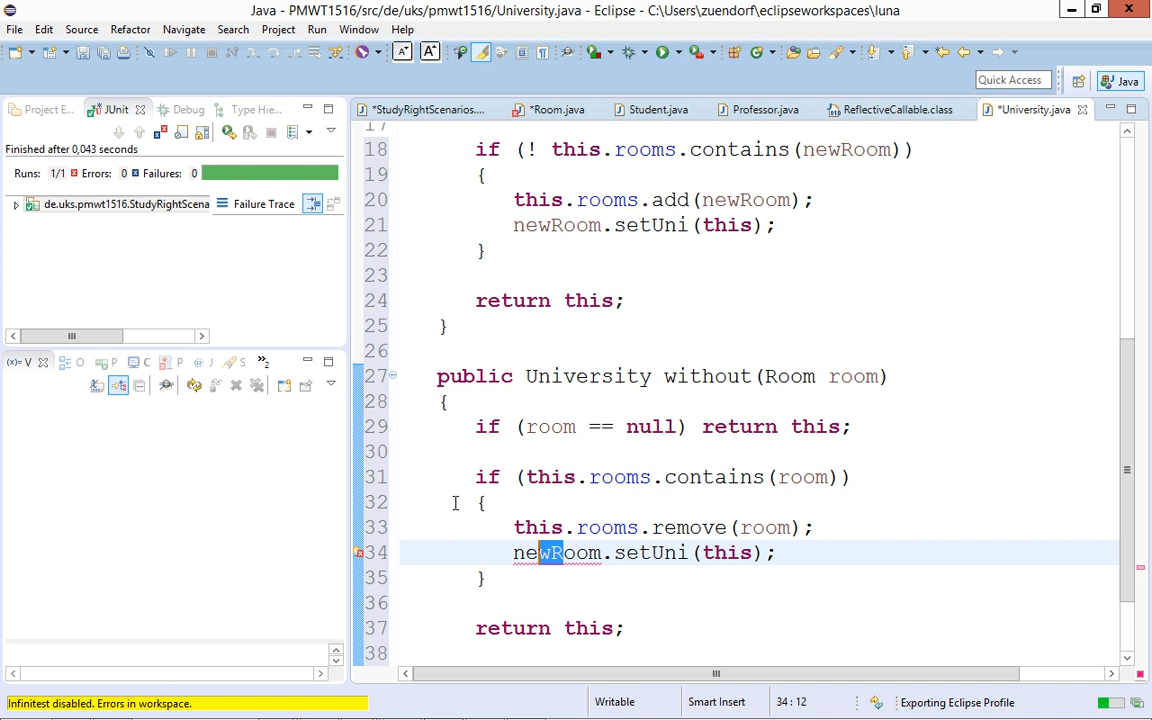 Java - PMWT1516/src/de/uks/pmwt1516/University.java - Eclipse - C:\Users\zuendorf\eclipseworkspaces\luna
File Edit Source Refactor Navigate Search Project Run Window Help
Quick Access Java
Project E... JUnit Debug Type Hie...
*StudyRightScenarios.... *Room.java Student.java Professor.java ReflectiveCallable.class *University.java
Finished after 0,043 seconds
Runs: 1/1 Errors: 0 Failures: 0
de.uks.pmwt1516.StudyRightScena Failure Trace
(x)= V O P C P @ J S »2
17
18 if (! this.rooms.contains(newRoom))
19 {
20 this.rooms.add(newRoom);
21 newRoom.setUni(this);
22 }
23
24 return this;
25 }
26
27 public University without(Room room)
28 {
29 if (room == null) return this;
30
31 if (this.rooms.contains(room))
32 {
33 this.rooms.remove(room);
34 newRoom.setUni(this);
35 }
36
37 return this;
38
Infinitest disabled. Errors in workspace. Writable Smart Insert 34 : 12 Exporting Eclipse Profile